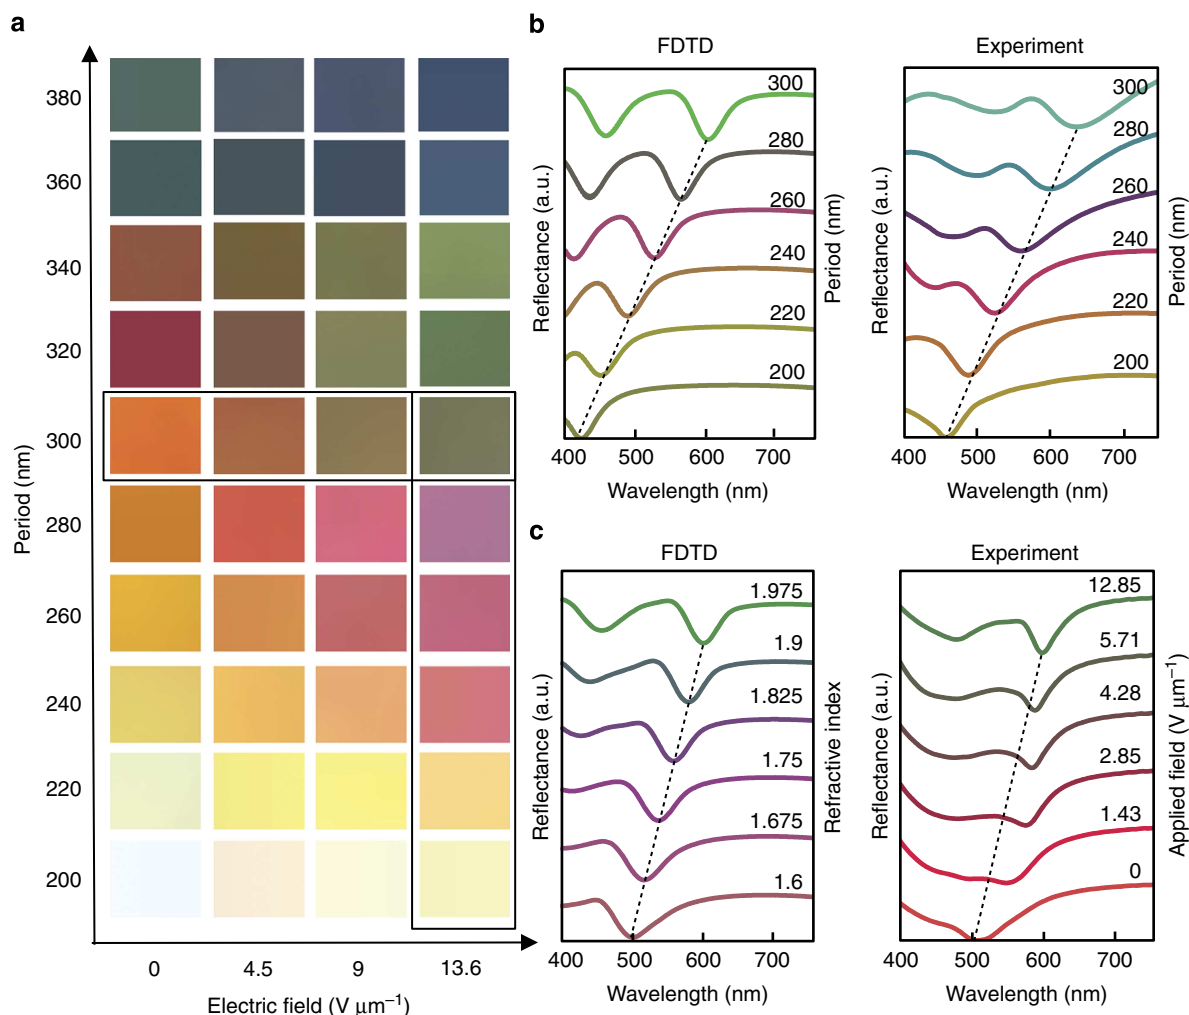 a
380
360
340
320
300
280
260
240
220
200
Period (nm)
0 4.5 9 13.6
Electric field (V μm−1)
b
FDTD
300
280
260
240
220
200
Reflectance (a.u.)
Period (nm)
400 500 600 700
Wavelength (nm)
Experiment
300
280
260
240
220
200
Reflectance (a.u.)
Period (nm)
400 500 600 700
Wavelength (nm)
c
FDTD
1.975
1.9
1.825
1.75
1.675
1.6
Reflectance (a.u.)
Refractive index
400 500 600 700
Wavelength (nm)
Experiment
12.85
5.71
4.28
2.85
1.43
0
Reflectance (a.u.)
Applied field (V μm−1)
400 500 600 700
Wavelength (nm)